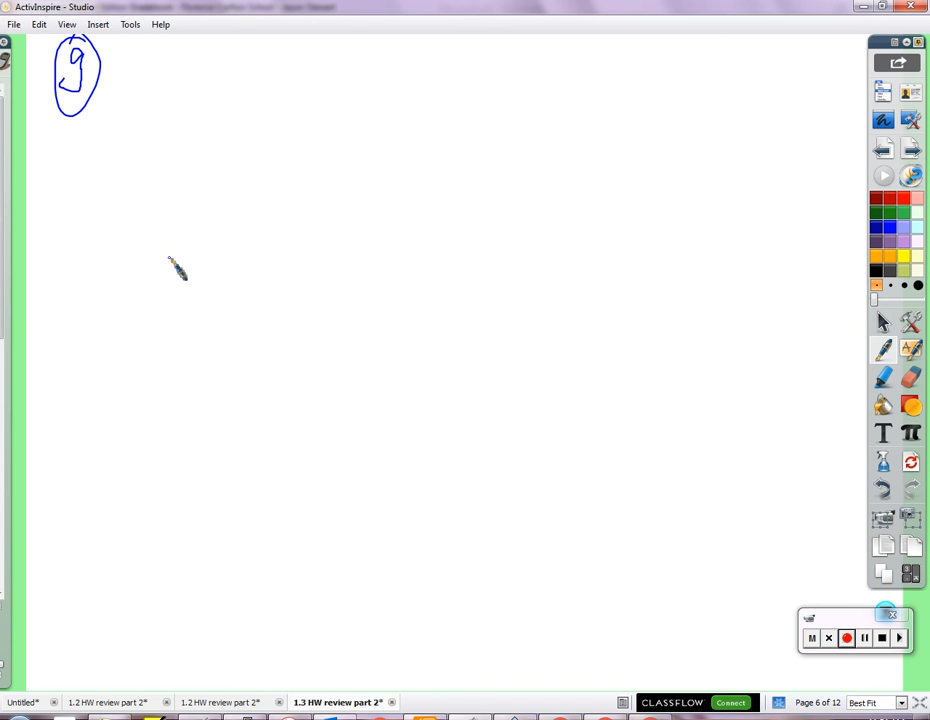 ActivInspire - Studio
File Edit View Insert Tools Help
9
T π
M
Untitled* 1.2 HW review part 2* 1.2 HW review part 2* 1.3 HW review part 2* CLASSFLOW Connect Page 6 of 12 Best Fit